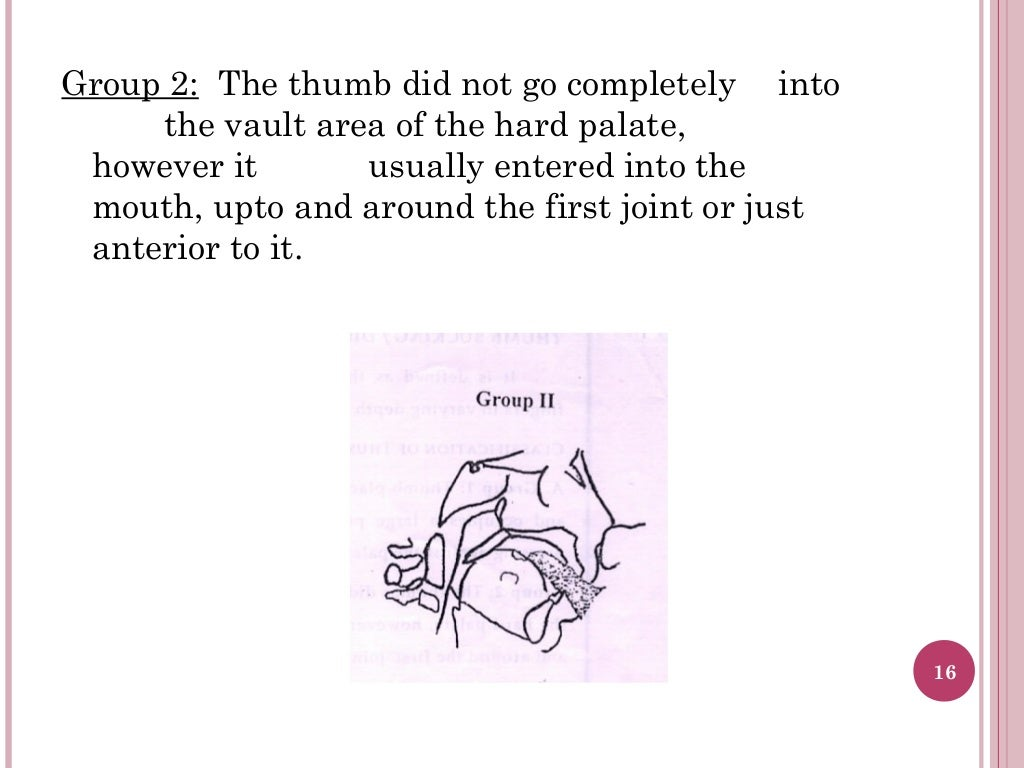 Group 2: The thumb did not go completely into
the vault area of the hard palate,
however it usually entered into the
mouth, upto and around the first joint or just
anterior to it.
Group II
16